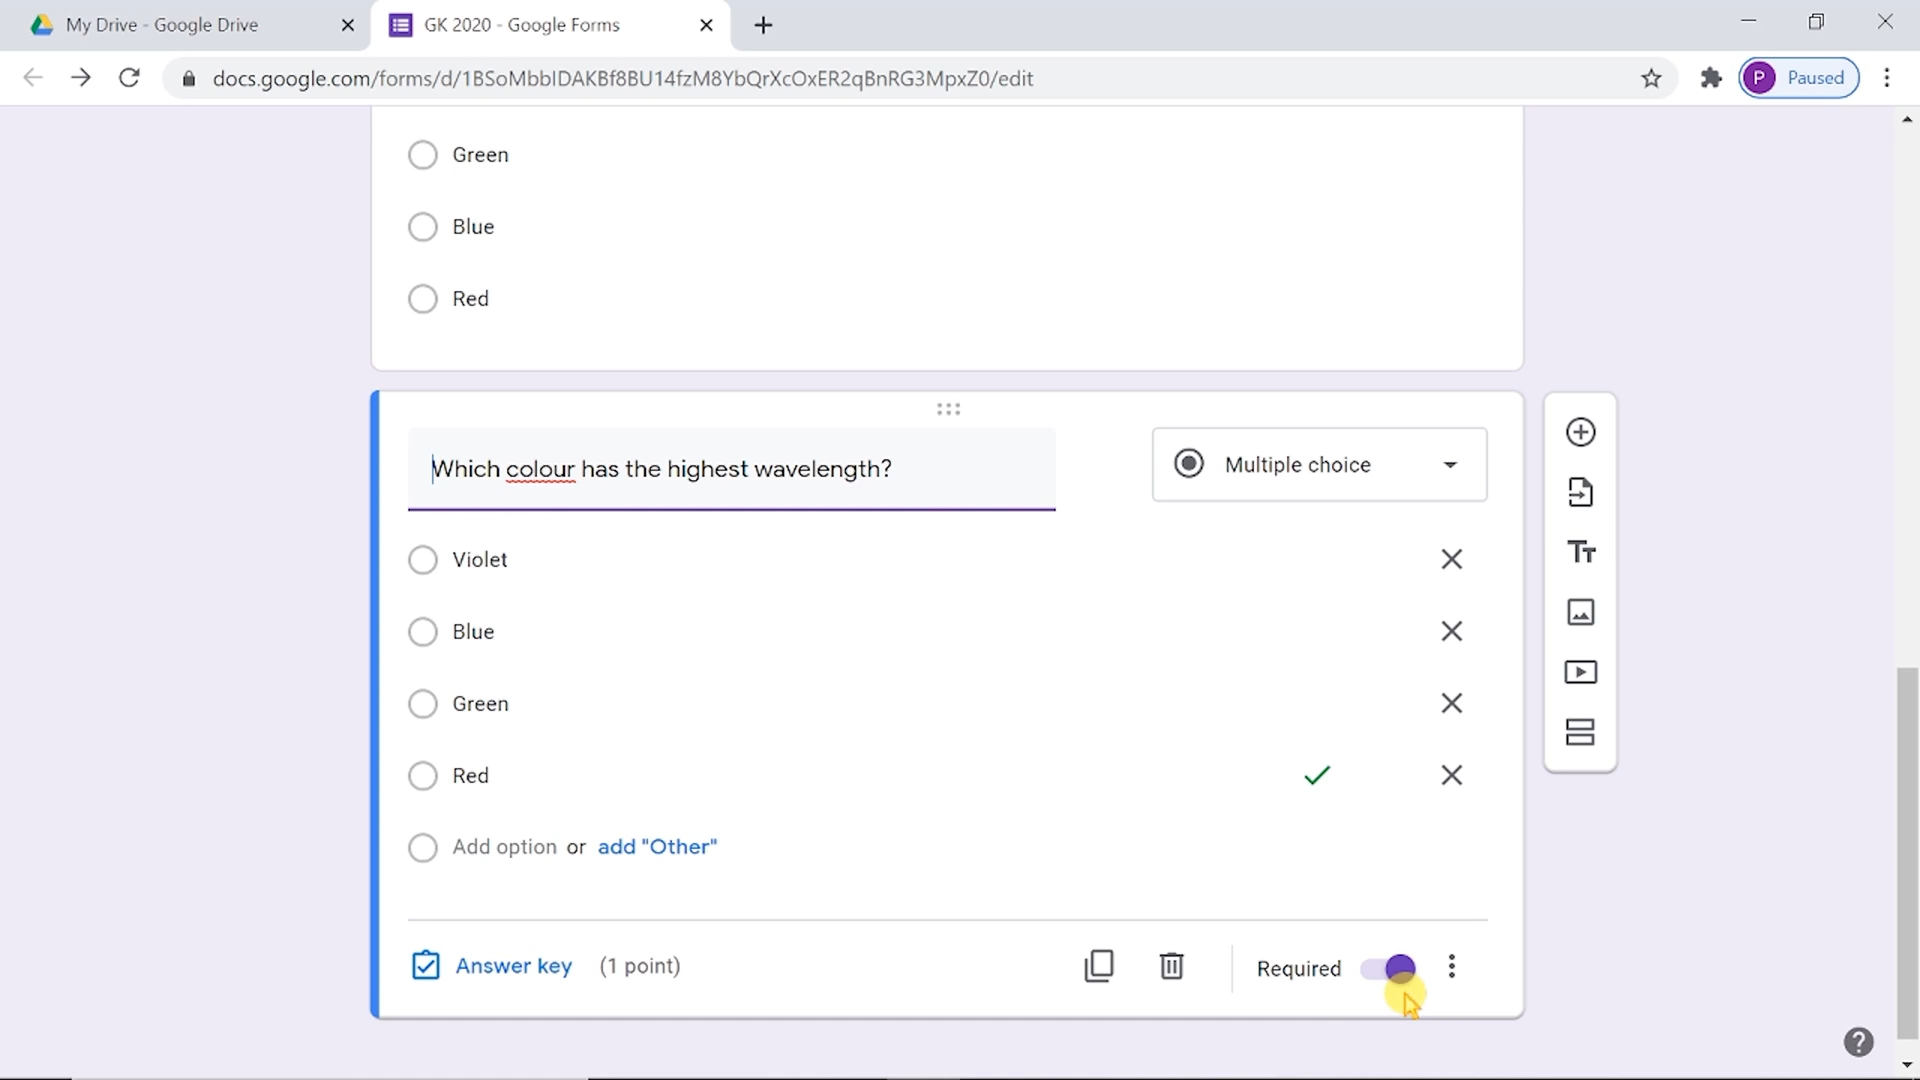 My Drive - Google Drive
GK 2020 - Google Forms
docs.google.com/forms/d/1BSoMbbIDAKBf8BU14fzM8YbQrXcOxER2qBnRG3MpxZ0/edit
P Paused
Green
Blue
Red
Which colour has the highest wavelength?
Multiple choice
Violet
Blue
Green
Red
Add option or add "Other"
Answer key (1 point)
Required